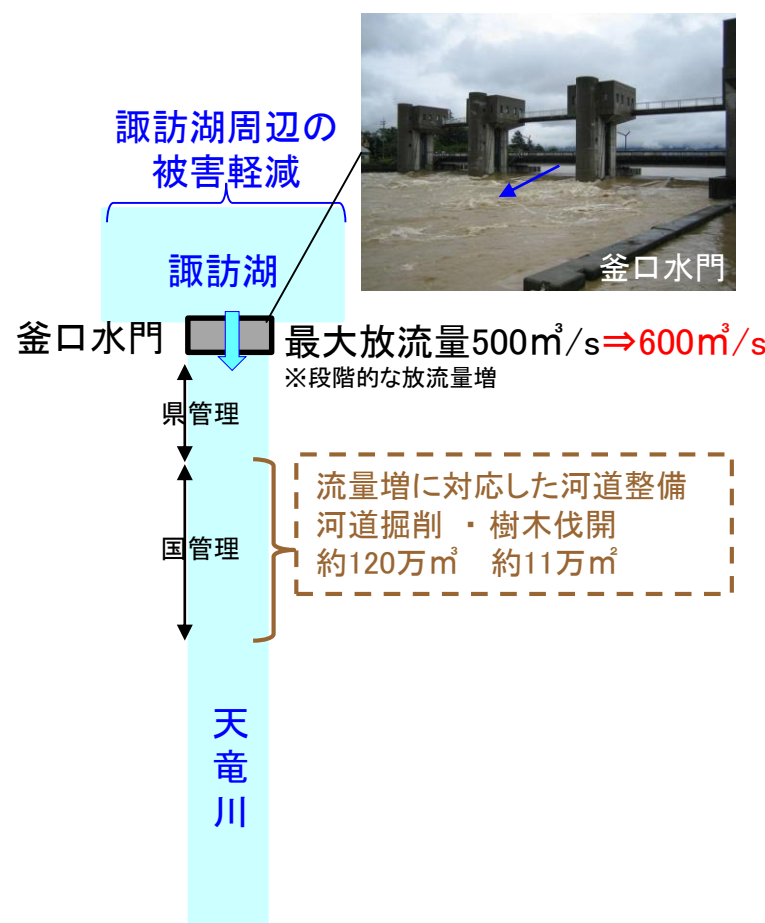 諏訪湖周辺の
被害軽減
諏訪湖
釜口水門
釜口水門
最大放流量500㎥/s⇒600㎥/s
※段階的な放流量増
県管理
流量増に対応した河道整備
河道掘削 ・ 樹木伐開
約120万㎥ 約11万㎡
国管理
天竜川